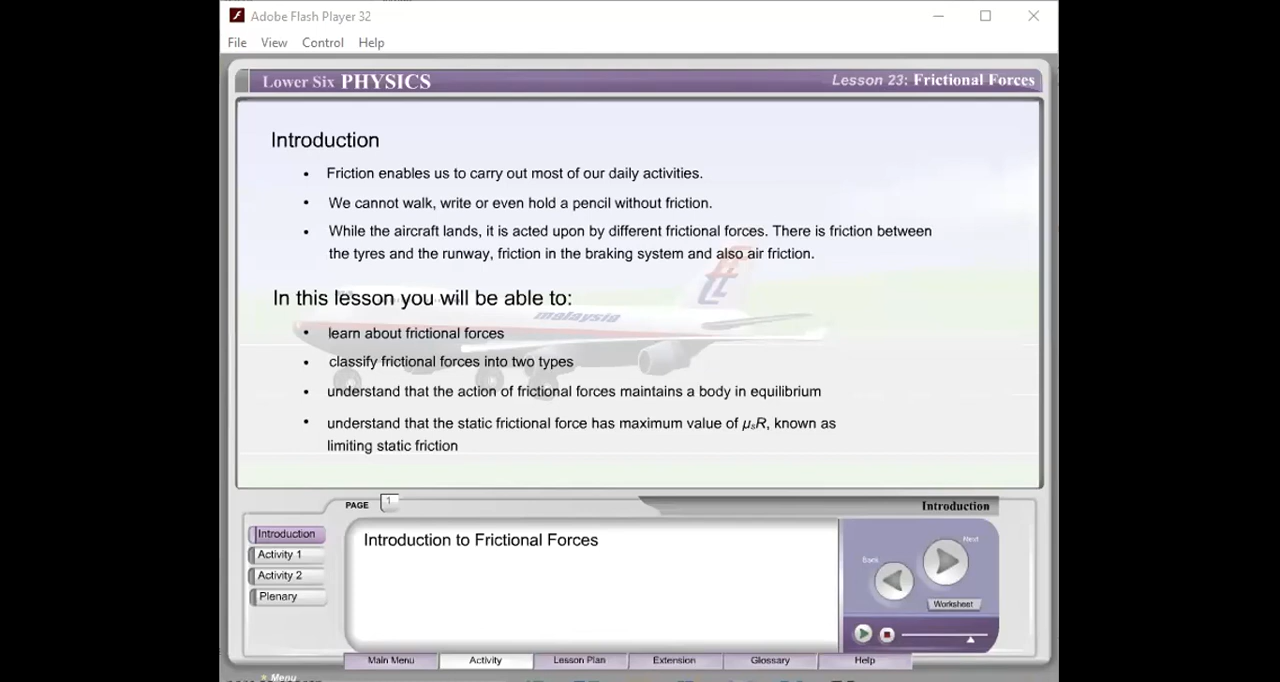 Adobe Flash Player 32
File View Control Help
Lower Six PHYSICS
Lesson 23: Frictional Forces
Introduction
• Friction enables us to carry out most of our daily activities.
• We cannot walk, write or even hold a pencil without friction.
• While the aircraft lands, it is acted upon by different frictional forces. There is friction between
the tyres and the runway, friction in the braking system and also air friction.
In this lesson you will be able to:
malaysia
• learn about frictional forces
• classify frictional forces into two types
• understand that the action of frictional forces maintains a body in equilibrium
• understand that the static frictional force has maximum value of μsR, known as
limiting static friction
PAGE 1
Introduction
Introduction
Activity 1
Activity 2
Plenary
Introduction to Frictional Forces
Next
Back
Worksheet
Main Menu Activity Lesson Plan Extension Glossary Help
Menu